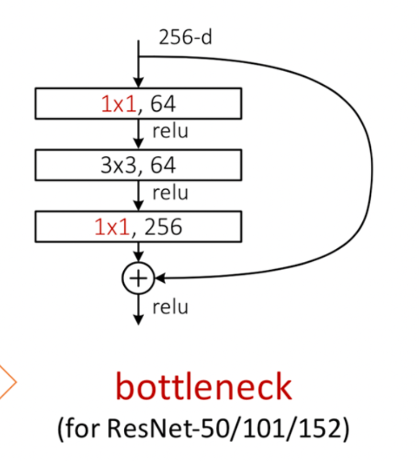 256-d
1x1, 64
relu
3x3, 64
relu
1x1, 256
+
relu
bottleneck
(for ResNet-50/101/152)